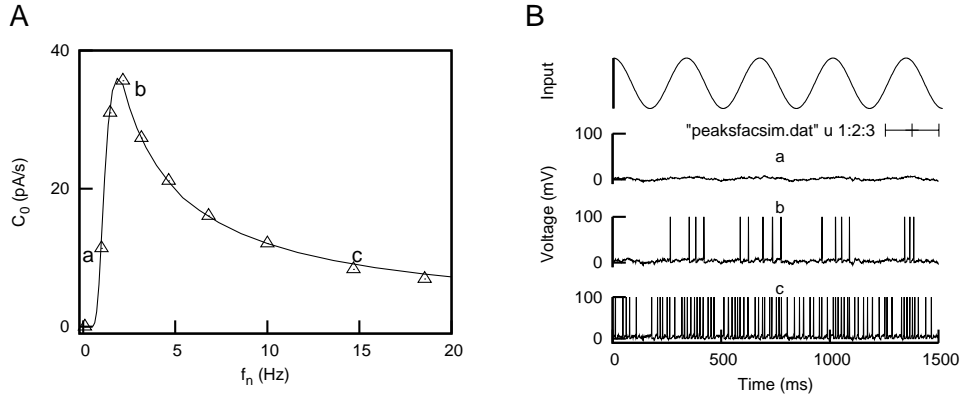 A
B
40
20
0
C0 (pA/s)
a
b
c
0 5 10 15 20
fn (Hz)
Input
"peaksfacsim.dat" u 1:2:3
Voltage (mV)
100
a
0
b
100
0
c
100
0
0 500 1000 1500
Time (ms)